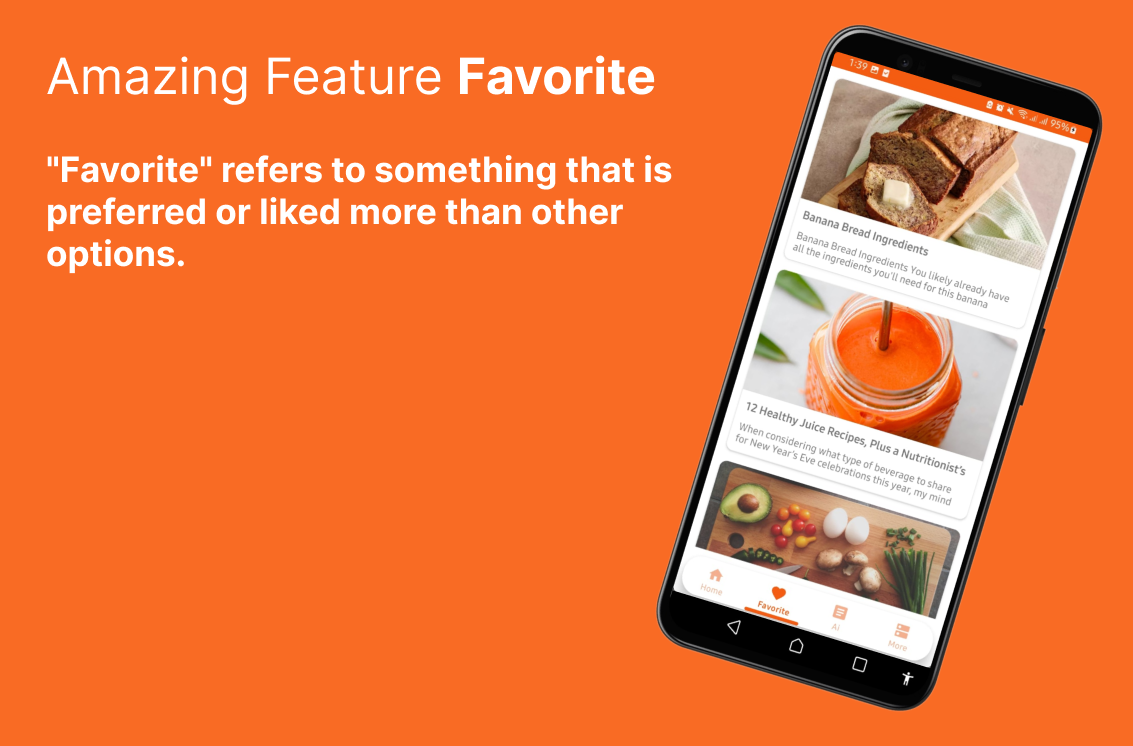 Amazing Feature Favorite
"Favorite" refers to something that is
preferred or liked more than other
options.
1:39
95%
Banana Bread Ingredients
Banana Bread Ingredients You likely already have
all the ingredients you'll need for this banana
12 Healthy Juice Recipes, Plus a Nutritionist's
When considering what type of beverage to share
for New Year's Eve celebrations this year, my mind
Home
Favorite
AI
More